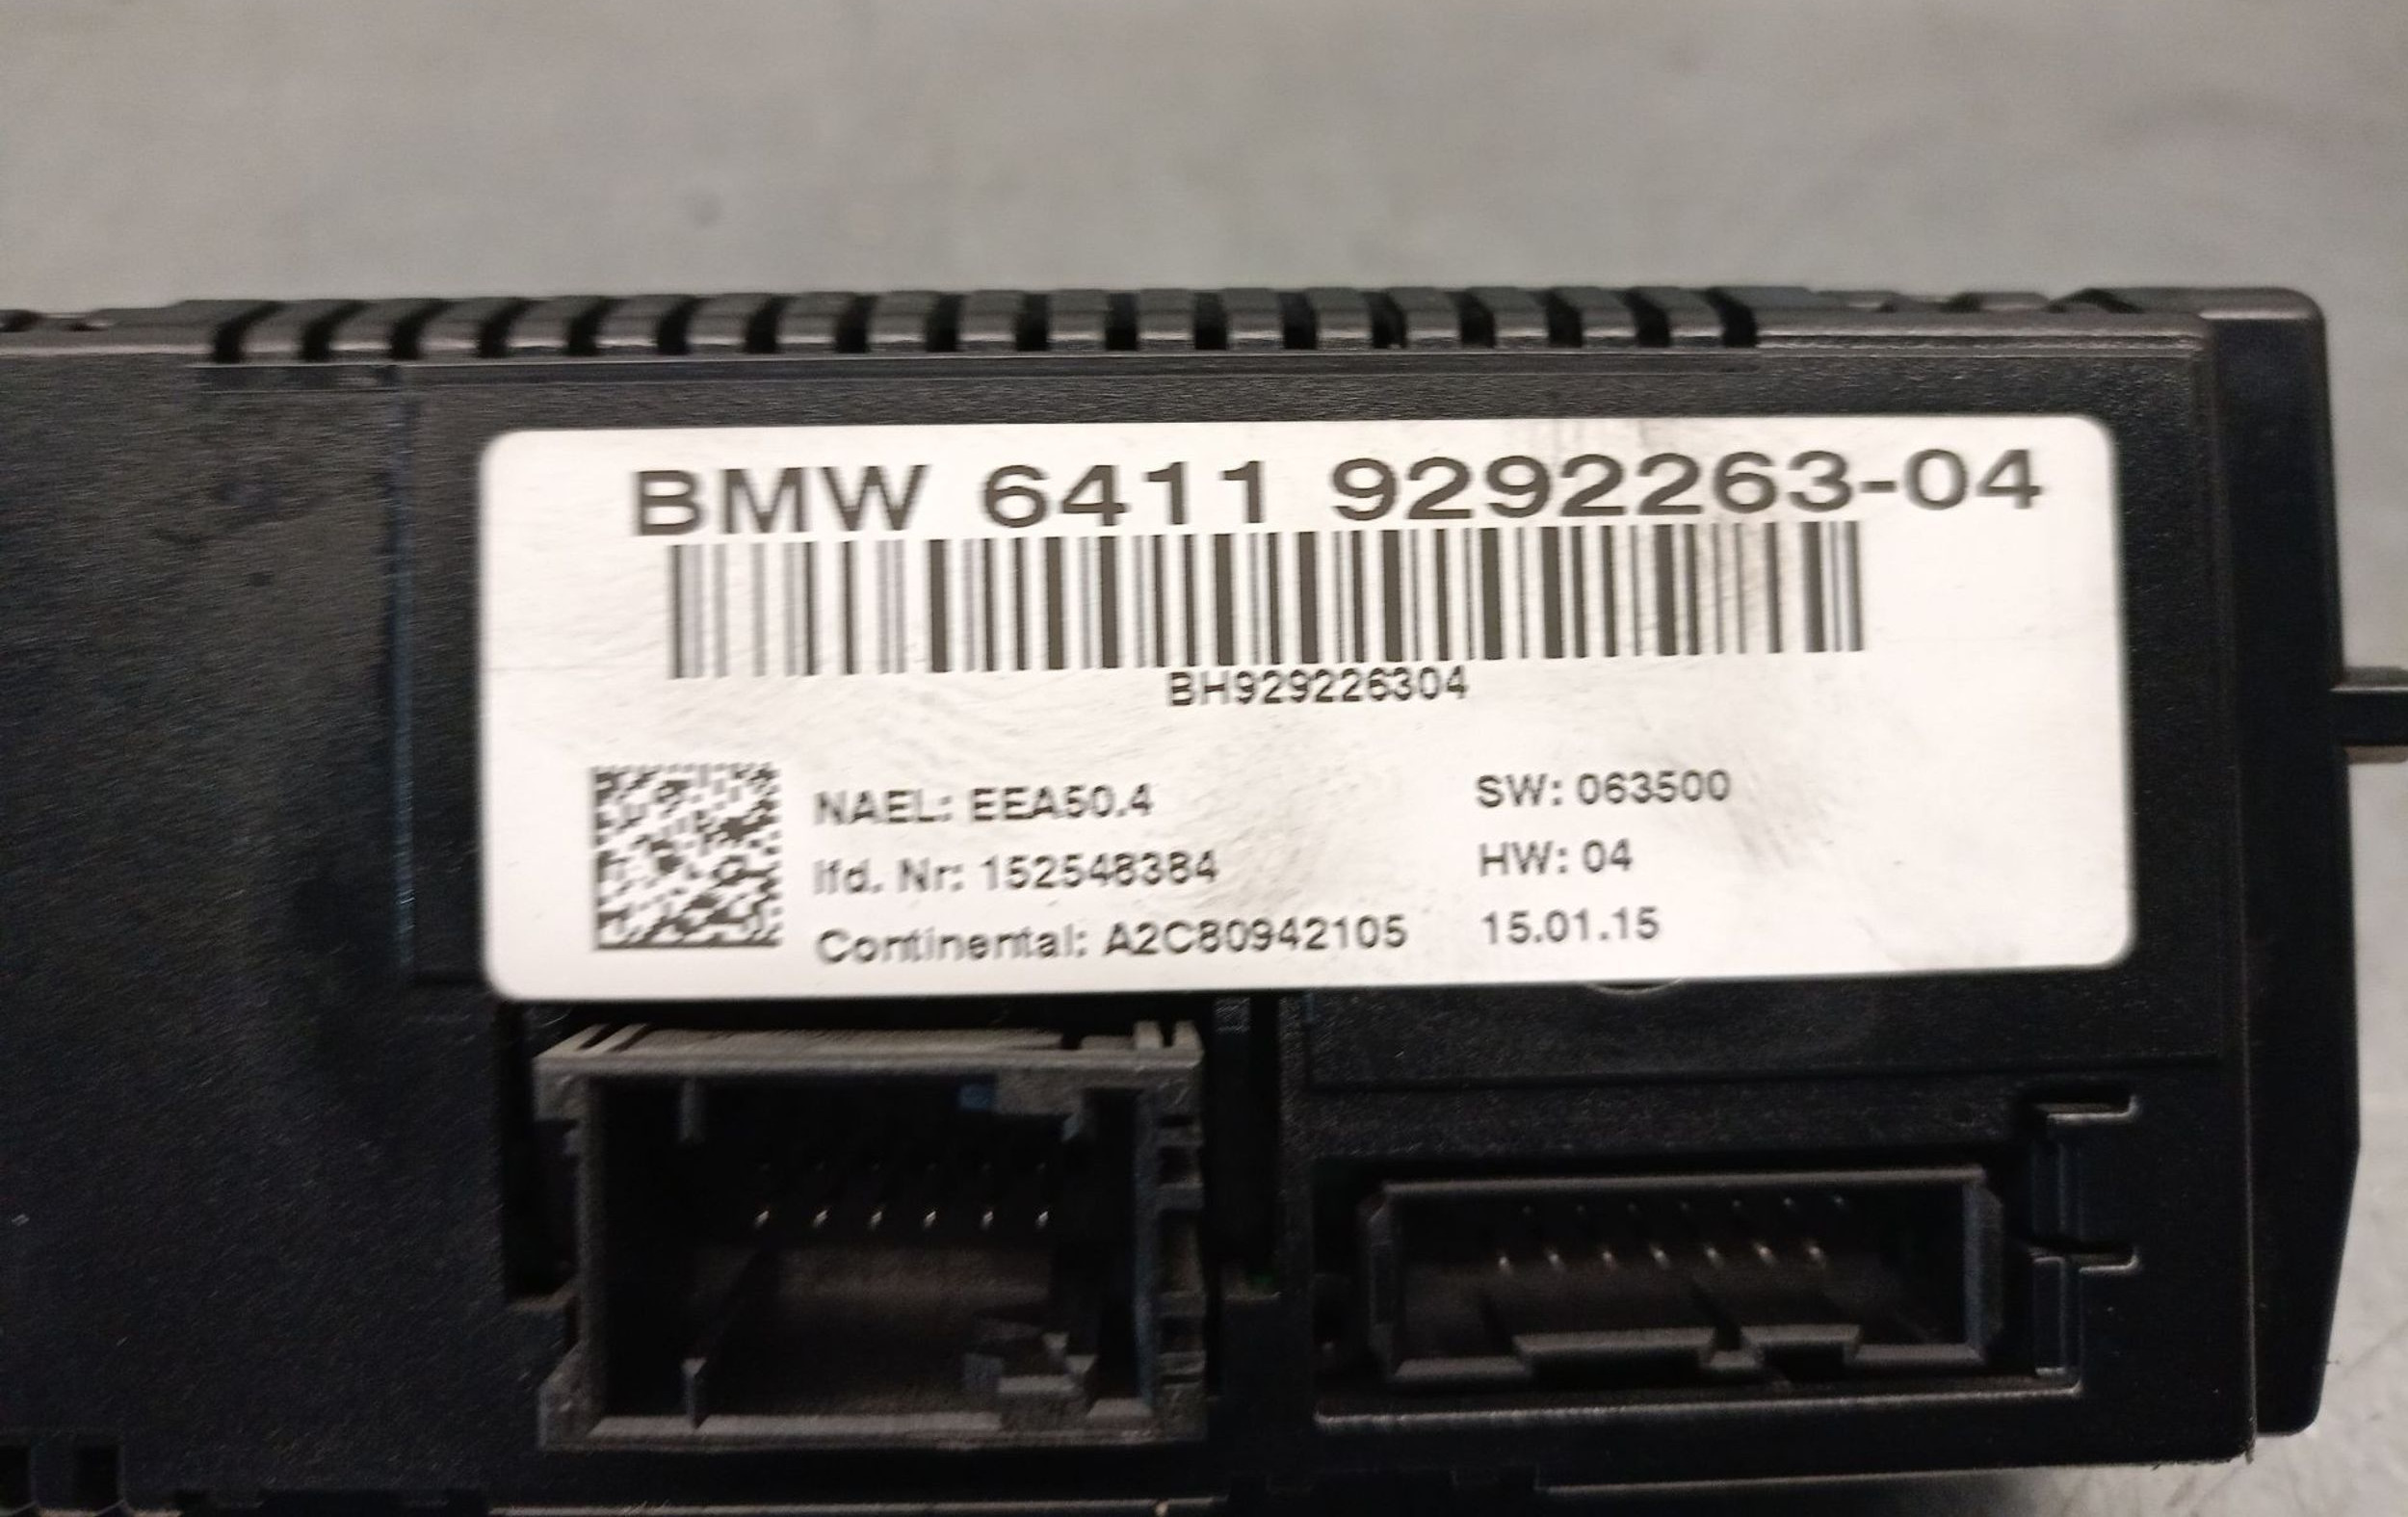 BMW 6411 9292263-04
BH929226304
NAEL: EEA50.4
SW: 063500
lfd. Nr: 152548384
HW: 04
Continental: A2C80942105
15.01.15